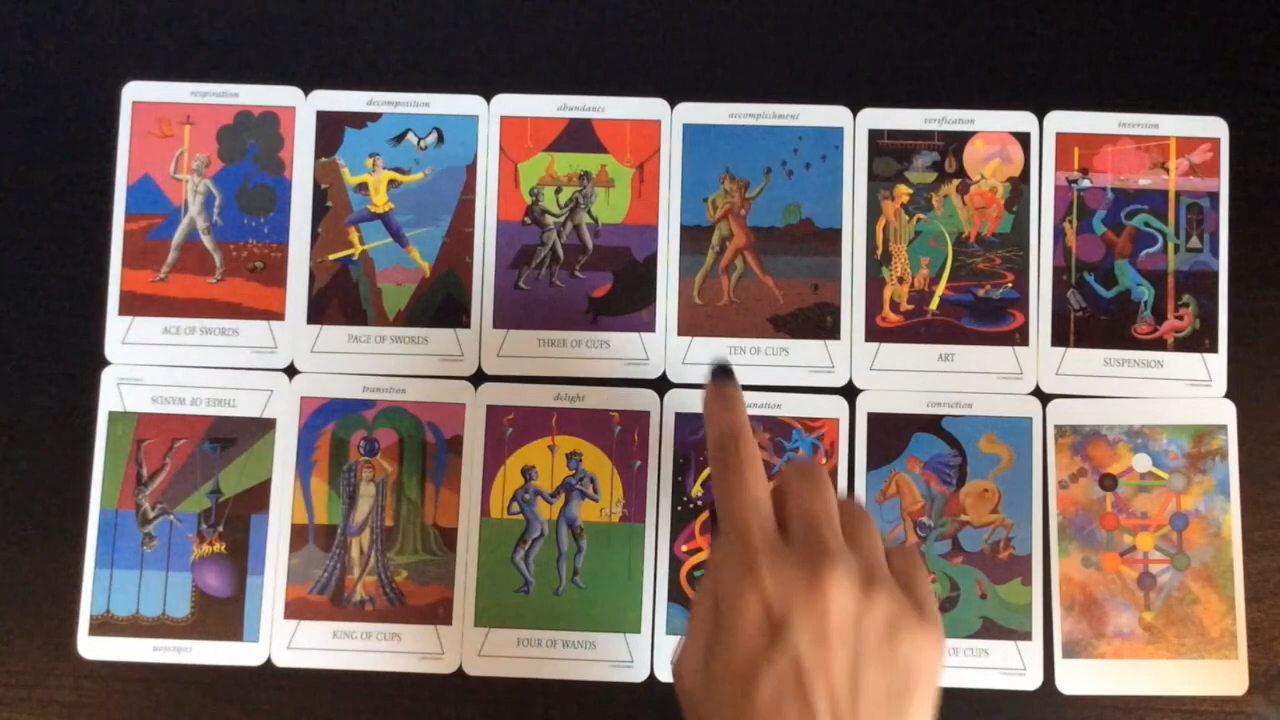 respiration
decomposition
abundance
accomplishment
verification
inversion
ACE OF SWORDS
PAGE OF SWORDS
THREE OF CUPS
TEN OF CUPS
ART
SUSPENSION
THREE OF WANDS
transition
delight
anation
conviction
KING OF CUPS
FOUR OF WANDS
OF CUPS